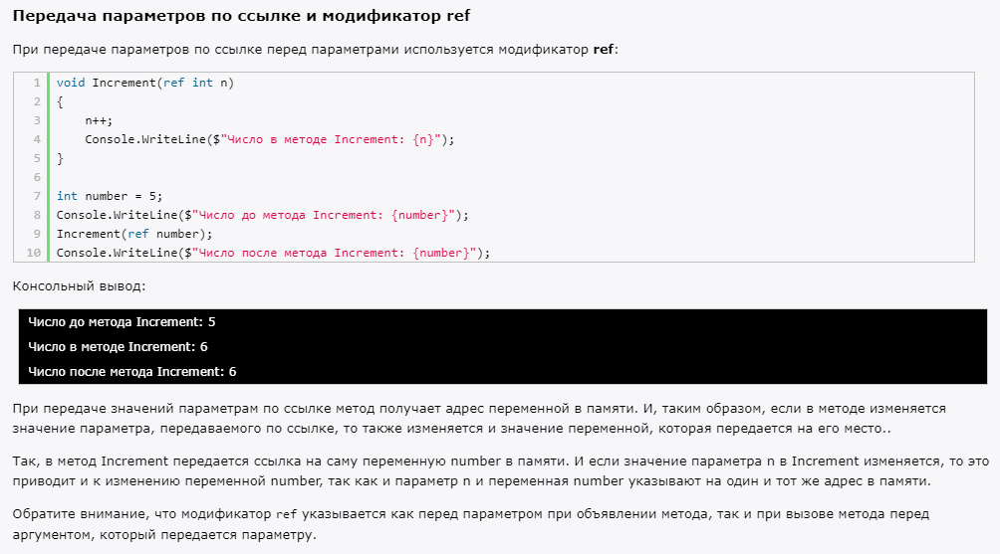 Передача параметров по ссылке и модификатор ref
При передаче параметров по ссылке перед параметрами используется модификатор ref:
1 void Increment(ref int n)
2 {
3     n++;
4     Console.WriteLine($"Число в методе Increment: {n}");
5 }
6
7 int number = 5;
8 Console.WriteLine($"Число до метода Increment: {number}");
9 Increment(ref number);
10 Console.WriteLine($"Число после метода Increment: {number}");
Консольный вывод:
Число до метода Increment: 5
Число в методе Increment: 6
Число после метода Increment: 6
При передаче значений параметрам по ссылке метод получает адрес переменной в памяти. И, таким образом, если в методе изменяется
значение параметра, передаваемого по ссылке, то также изменяется и значение переменной, которая передается на его место..
Так, в метод Increment передается ссылка на саму переменную number в памяти. И если значение параметра n в Increment изменяется, то это
приводит и к изменению переменной number, так как и параметр n и переменная number указывают на один и тот же адрес в памяти.
Обратите внимание, что модификатор ref указывается как перед параметром при объявлении метода, так и при вызове метода перед
аргументом, который передается параметру.